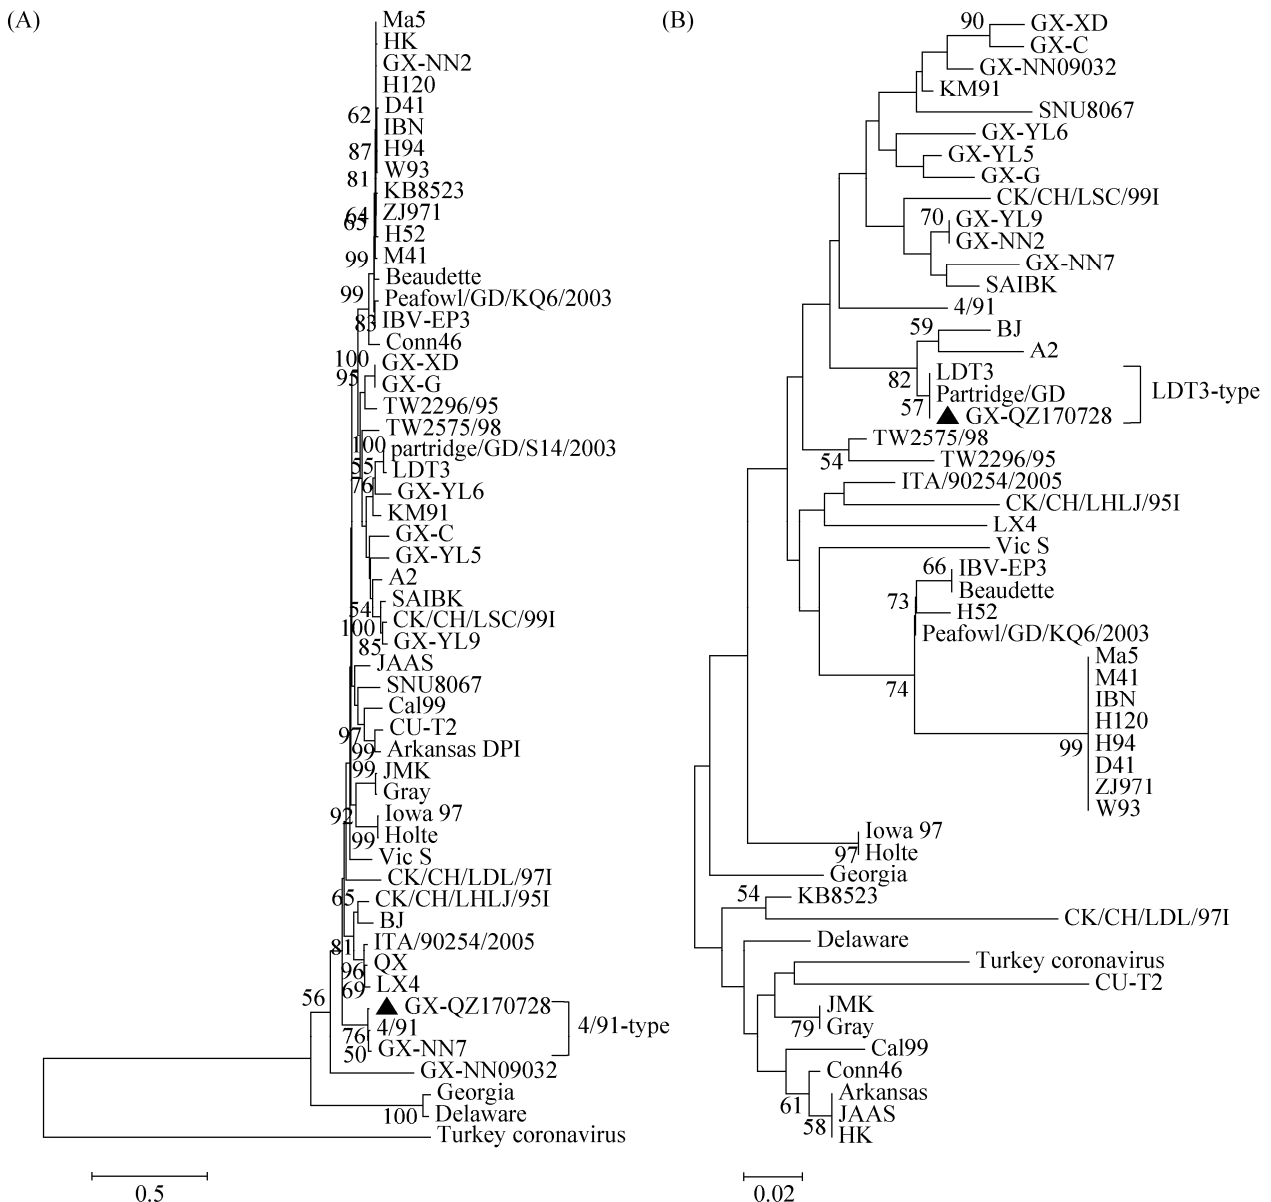 (A)
Ma5
HK
GX-NN2
H120
D41
62
IBN
87
H94
W93
81
KB8523
64
ZJ971
65
H52
M41
99
Beaudette
99
Peafowl/GD/KQ6/2003
83
IBV-EP3
Conn46
100
GX-XD
95
GX-G
TW2296/95
TW2575/98
100
partridge/GD/S14/2003
55
LDT3
76
GX-YL6
KM91
GX-C
GX-YL5
A2
SAIBK
54
CK/CH/LSC/99I
100
GX-YL9
85
JAAS
SNU8067
Cal99
CU-T2
97
Arkansas DPI
99
99
JMK
Gray
92
Iowa 97
Holte
99
Vic S
CK/CH/LDL/97I
65
CK/CH/LHLJ/95I
BJ
81
ITA/90254/2005
QX
96
LX4
69
GX-QZ170728
4/91
4/91-type
76
GX-NN7
50
56
GX-NN09032
Georgia
100
Delaware
Turkey coronavirus
0.5
(B)
90
GX-XD
GX-C
GX-NN09032
KM91
SNU8067
GX-YL6
GX-YL5
GX-G
CK/CH/LSC/99I
70
GX-YL9
GX-NN2
GX-NN7
SAIBK
4/91
59
BJ
A2
82
LDT3
Partridge/GD
LDT3-type
57
GX-QZ170728
TW2575/98
54
TW2296/95
ITA/90254/2005
CK/CH/LHLJ/95I
LX4
Vic S
66
IBV-EP3
Beaudette
73
H52
Peafowl/GD/KQ6/2003
74
Ma5
M41
IBN
H120
99
H94
D41
ZJ971
W93
Iowa 97
97
Holte
Georgia
54
KB8523
CK/CH/LDL/97I
Delaware
Turkey coronavirus
CU-T2
JMK
79
Gray
Cal99
Conn46
61
Arkansas
58
JAAS
HK
0.02